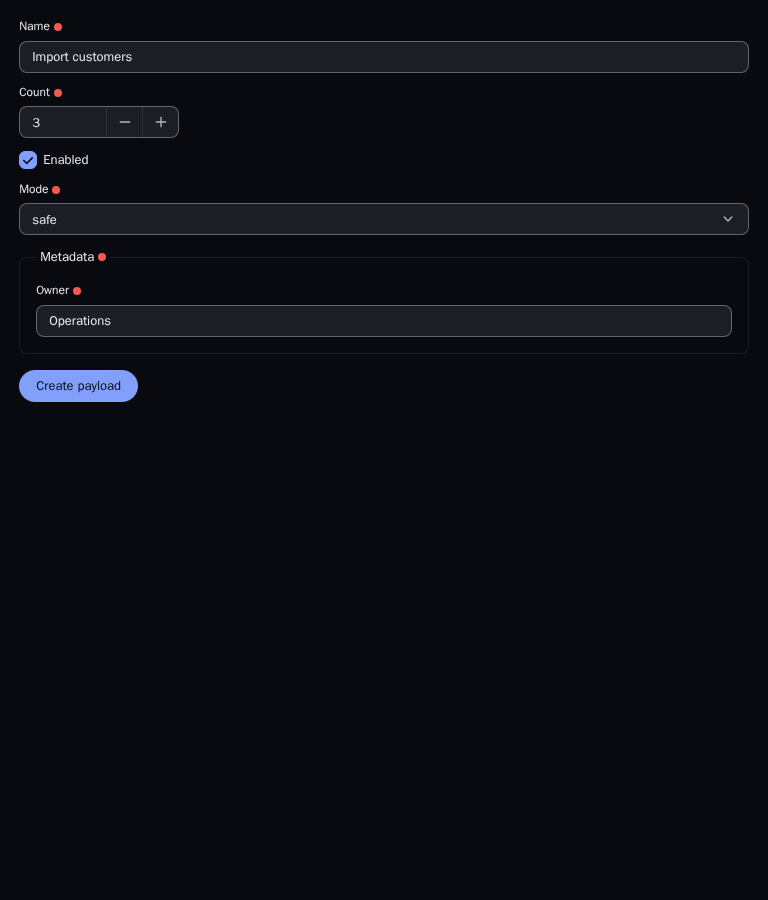 Name
Import customers
Count
3
Enabled
Mode
safe
Metadata
Owner
Operations
Create payload